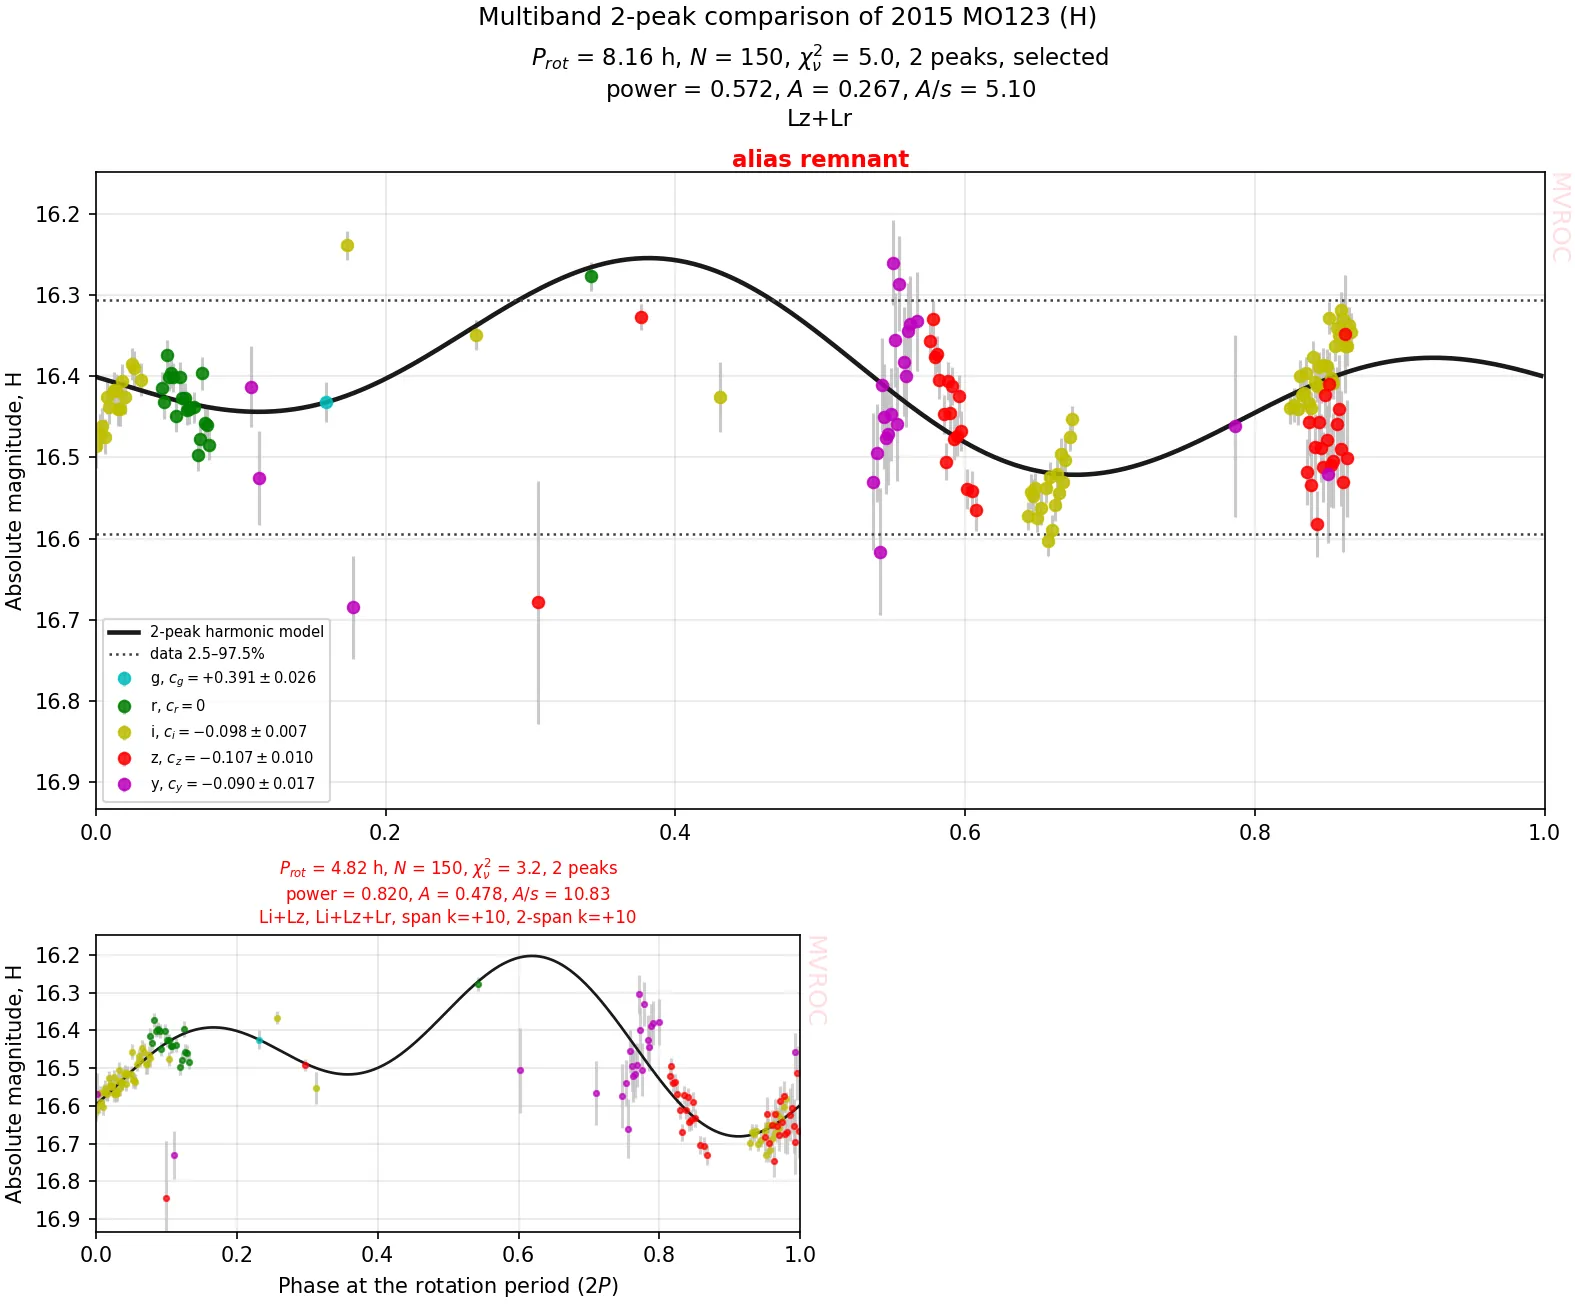 Multiband 2-peak comparison of 2015 MO123 (H)
P_rot = 8.16 h, N = 150, χ²_ν = 5.0, 2 peaks, selected
power = 0.572, A = 0.267, A/s = 5.10
Lz+Lr
alias remnant
MVROC
Absolute magnitude, H
16.2
16.3
16.4
16.5
16.6
16.7
16.8
16.9
2-peak harmonic model
data 2.5–97.5%
g, c_g = +0.391 ± 0.026
r, c_r = 0
i, c_i = −0.098 ± 0.007
z, c_z = −0.107 ± 0.010
y, c_y = −0.090 ± 0.017
0.0 0.2 0.4 0.6 0.8 1.0
P_rot = 4.82 h, N = 150, χ²_ν = 3.2, 2 peaks
power = 0.820, A = 0.478, A/s = 10.83
Li+Lz, Li+Lz+Lr, span k=+10, 2-span k=+10
MVROC
Absolute magnitude, H
16.2
16.3
16.4
16.5
16.6
16.7
16.8
16.9
0.0 0.2 0.4 0.6 0.8 1.0
Phase at the rotation period (2P)